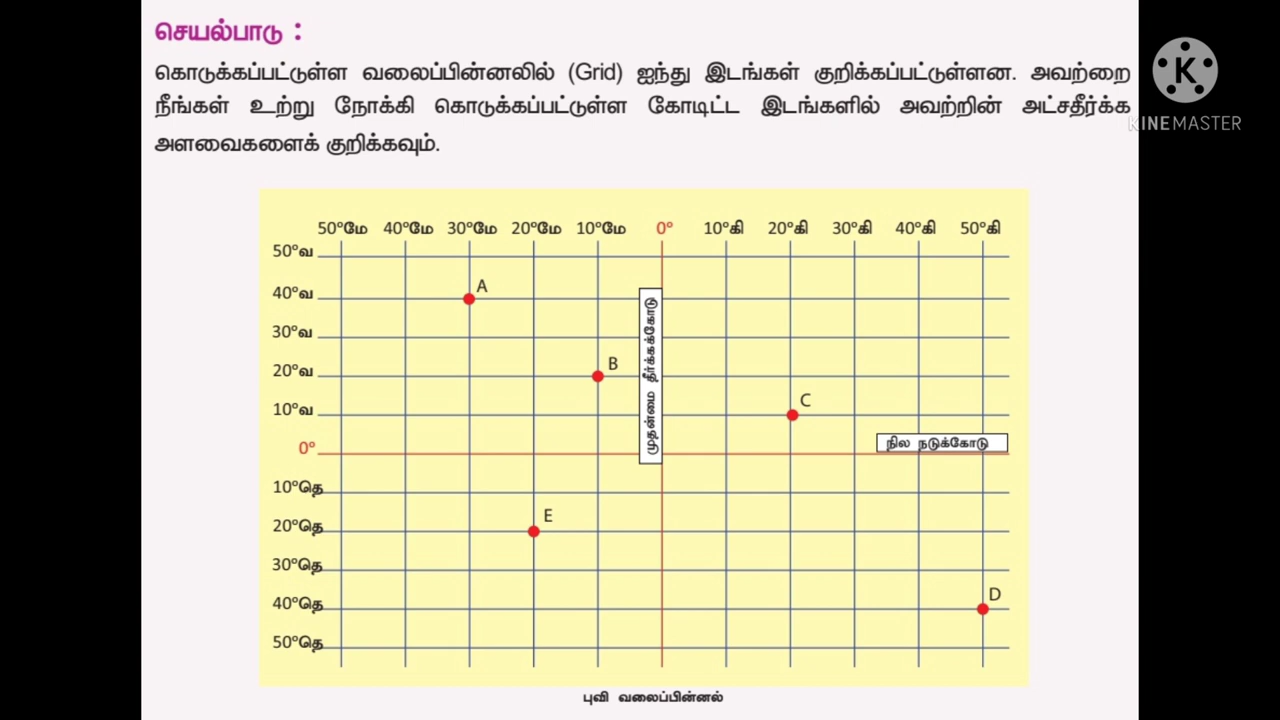 செயல்பாடு :
கொடுக்கப்பட்டுள்ள வலைப்பின்னலில் (Grid) ஐந்து இடங்கள் குறிக்கப்பட்டுள்ளன. அவற்றை
நீங்கள் உற்று நோக்கி கொடுக்கப்பட்டுள்ள கோடிட்ட இடங்களில் அவற்றின் அட்சதீர்க்க
அளவைகளைக் குறிக்கவும்.
K
KINEMASTER
50°மே 40°மே 30°மே 20°மே 10°மே 0° 10°கி 20°கி 30°கி 40°கி 50°கி
50°வ
A
40°வ
30°வ
முதன்மை தீர்க்கக்கோடு
B
20°வ
C
10°வ
நில நடுக்கோடு
0°
10°தெ
E
20°தெ
30°தெ
D
40°தெ
50°தெ
புவி வலைப்பின்னல்